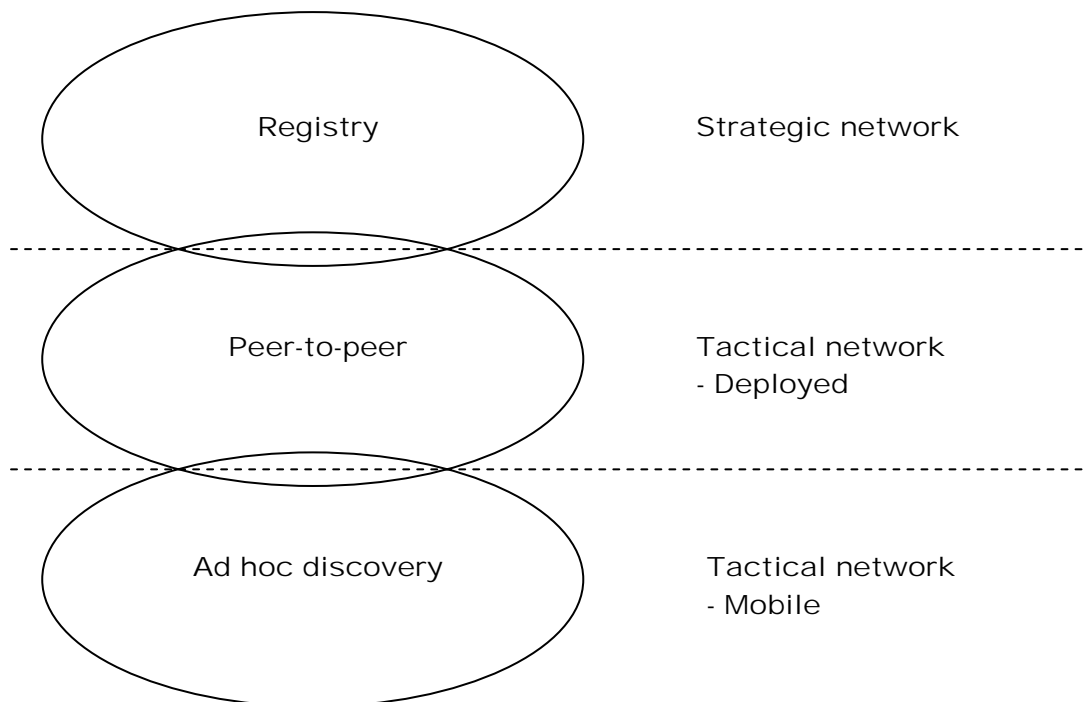 Registry
Strategic network
Peer-to-peer
Tactical network
- Deployed
Ad hoc discovery
Tactical network
- Mobile